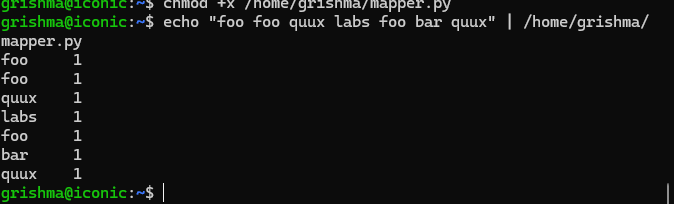 grishma@iconic:~$ chmod +x /home/grishma/mapper.py
grishma@iconic:~$ echo "foo foo quux labs foo bar quux" | /home/grishma/
mapper.py
foo     1
foo     1
quux    1
labs    1
foo     1
bar     1
quux    1
grishma@iconic:~$